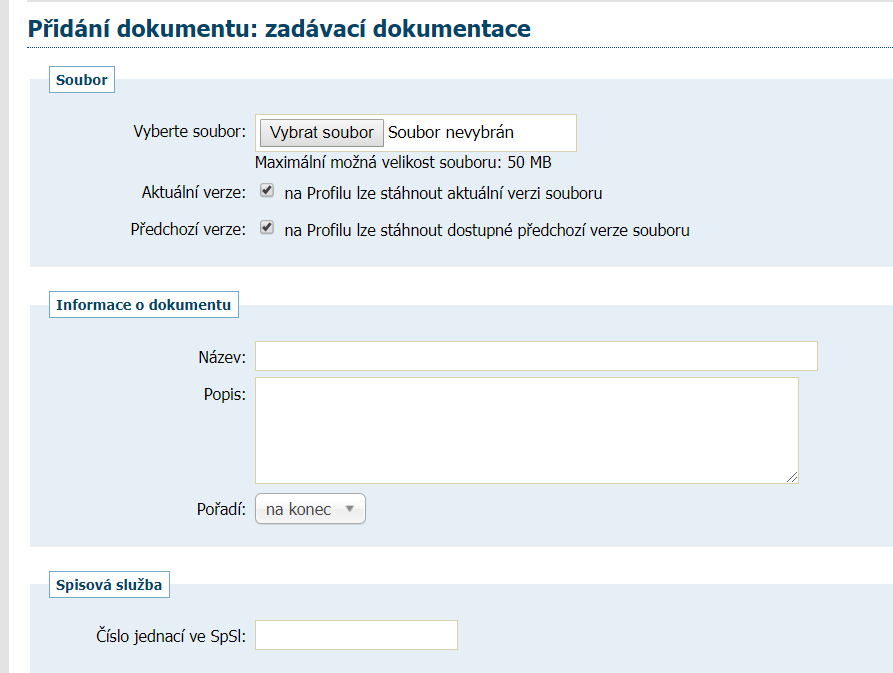 Přidání dokumentu: zadávací dokumentace
Soubor
Vyberte soubor: Vybrat soubor Soubor nevybrán
Maximální možná velikost souboru: 50 MB
Aktuální verze: na Profilu lze stáhnout aktuální verzi souboru
Předchozí verze: na Profilu lze stáhnout dostupné předchozí verze souboru
Informace o dokumentu
Název:
Popis:
Pořadí: na konec
Spisová služba
Číslo jednací ve SpSl: